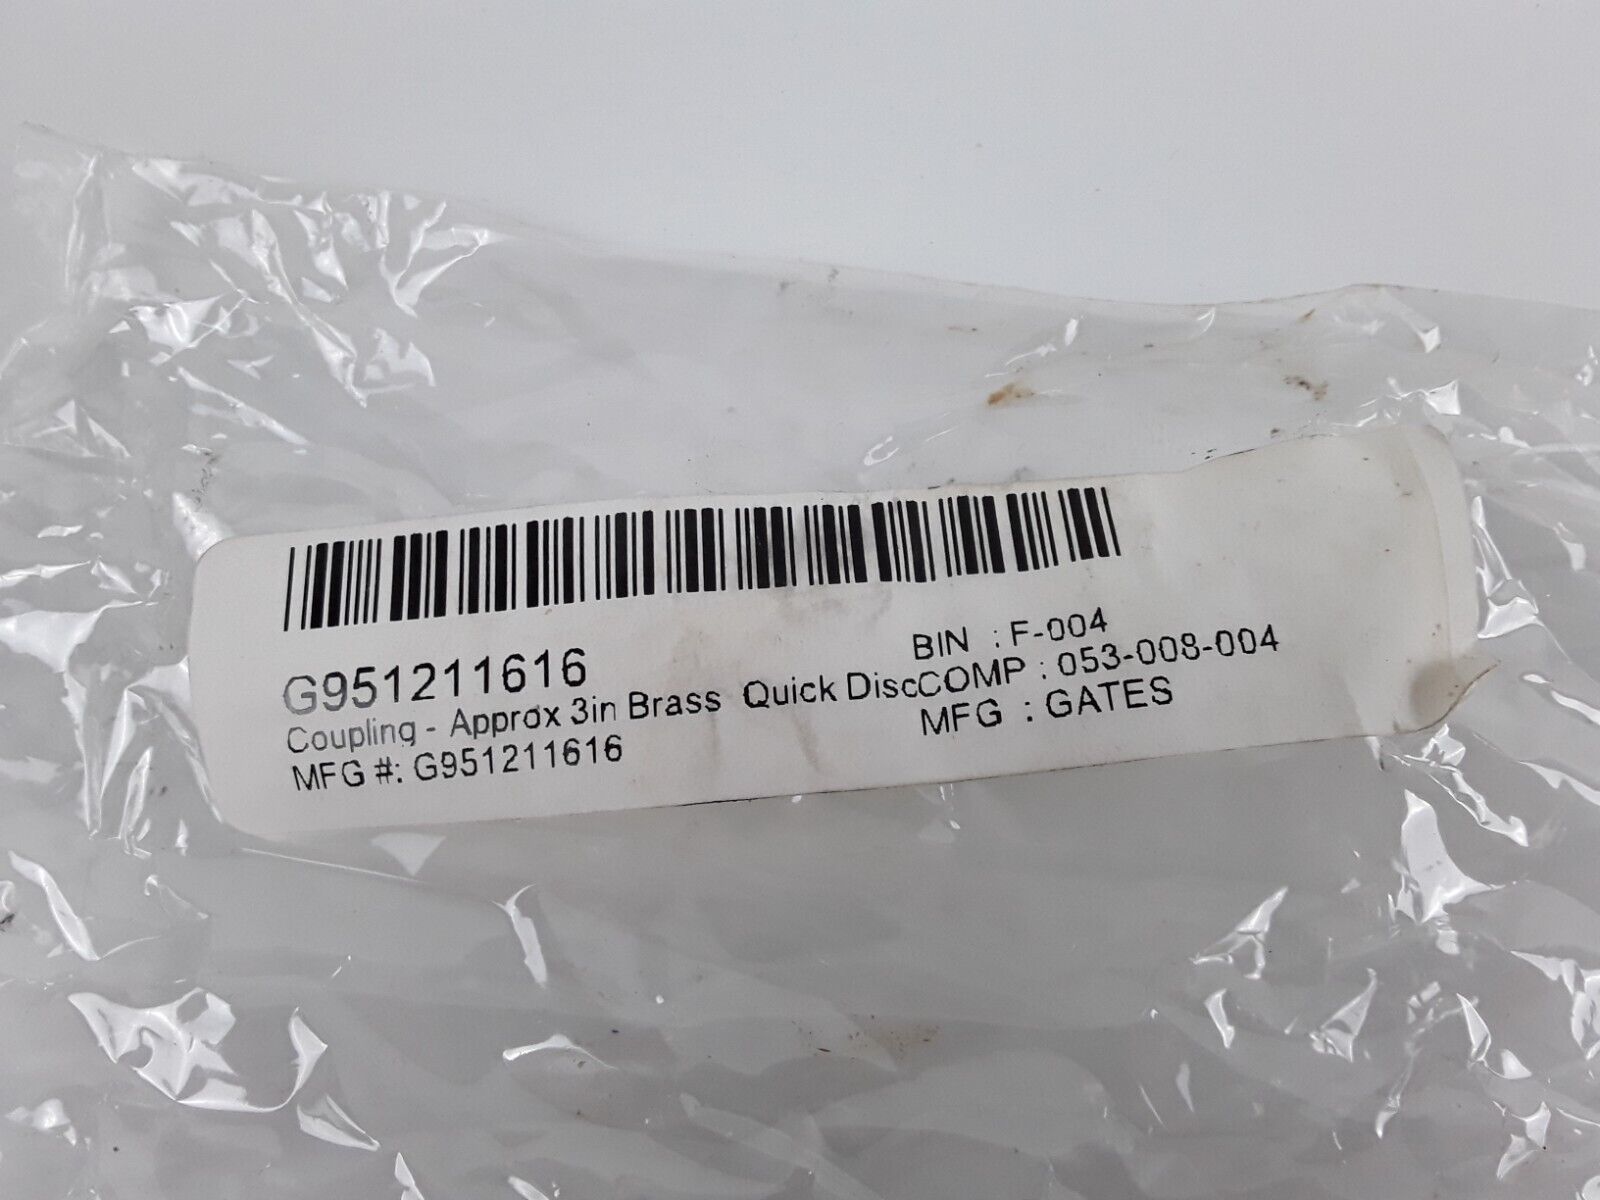 G951211616
BIN : F-004
Coupling - Approx 3in Brass Quick DiscCOMP : 053-008-004
MFG #: G951211616
MFG : GATES